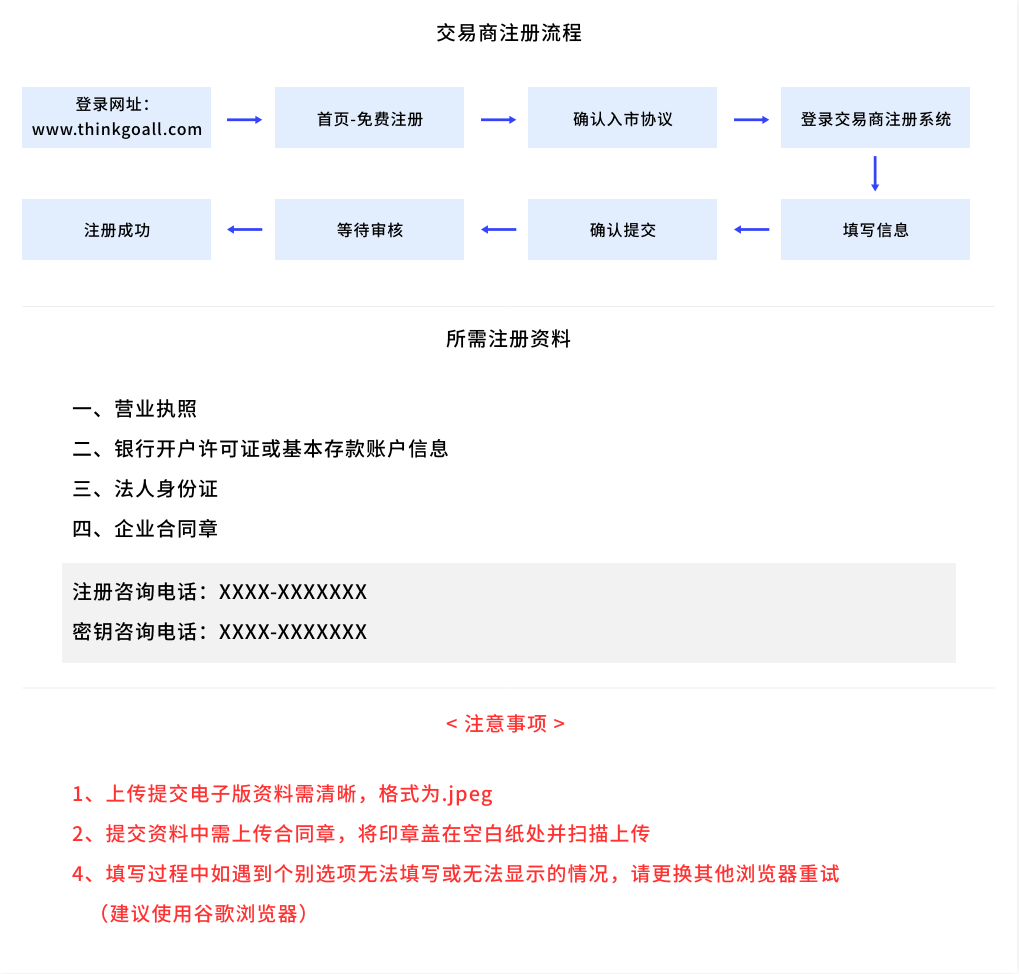 交易商注册流程
登录网址：
www.thinkgoall.com
首页-免费注册
确认入市协议
登录交易商注册系统
填写信息
确认提交
等待审核
注册成功
所需注册资料
一、营业执照
二、银行开户许可证或基本存款账户信息
三、法人身份证
四、企业合同章
注册咨询电话：XXXX-XXXXXXX
密钥咨询电话：XXXX-XXXXXXX
< 注意事项 >
1、上传提交电子版资料需清晰，格式为.jpeg
2、提交资料中需上传合同章，将印章盖在空白纸处并扫描上传
4、填写过程中如遇到个别选项无法填写或无法显示的情况，请更换其他浏览器重试
（建议使用谷歌浏览器）